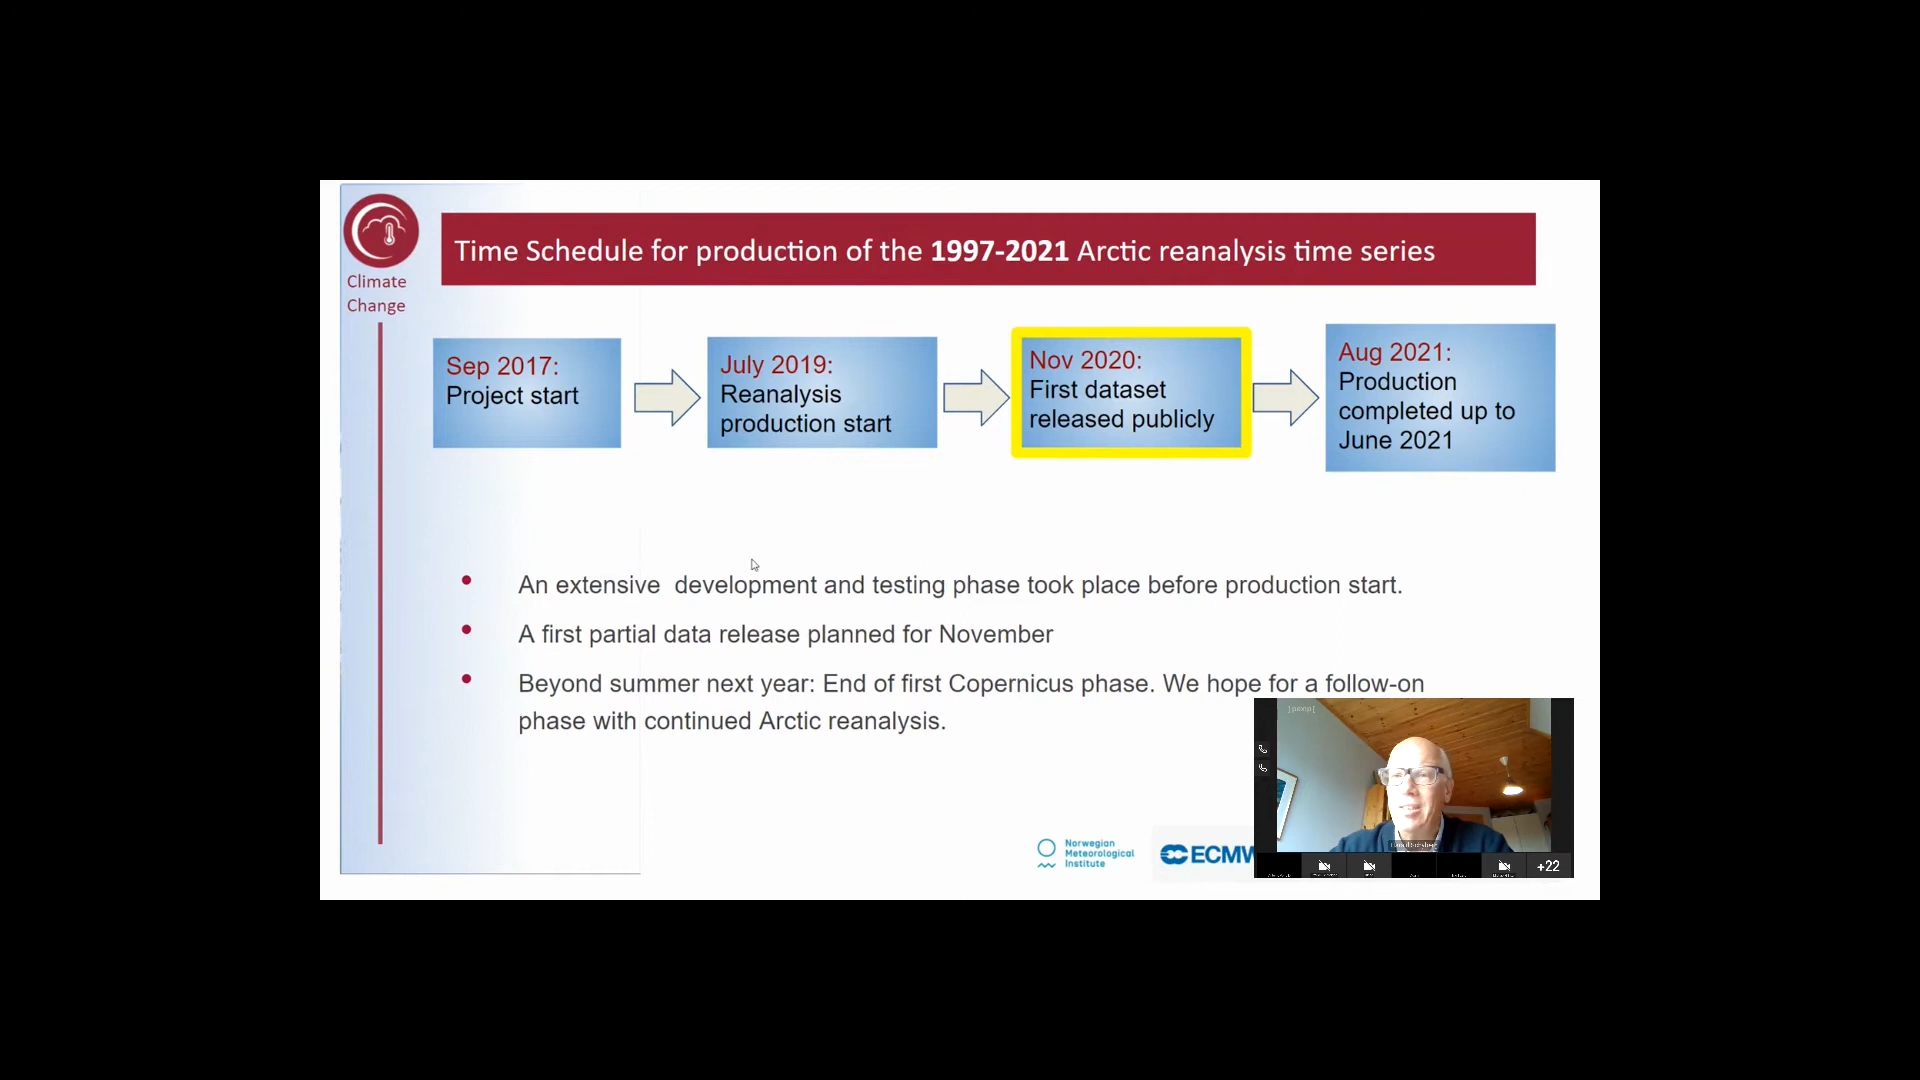 Climate
Change
Time Schedule for production of the 1997-2021 Arctic reanalysis time series
Sep 2017:
Project start
July 2019:
Reanalysis
production start
Nov 2020:
First dataset
released publicly
Aug 2021:
Production
completed up to
June 2021
An extensive development and testing phase took place before production start.
A first partial data release planned for November
Beyond summer next year: End of first Copernicus phase. We hope for a follow-on
phase with continued Arctic reanalysis.
Norwegian
Meteorological
Institute
ECMW
]pexip[
+22